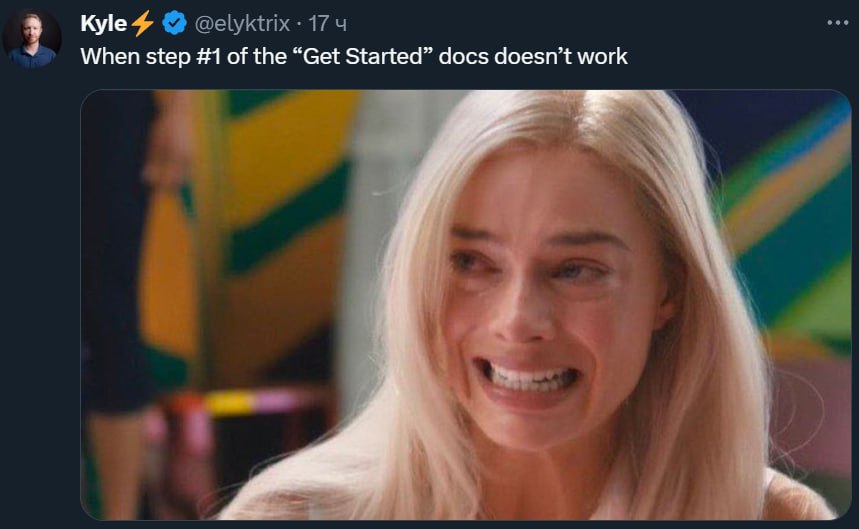 Kyle⚡ @elyktrix · 17 ч
When step #1 of the “Get Started” docs doesn’t work